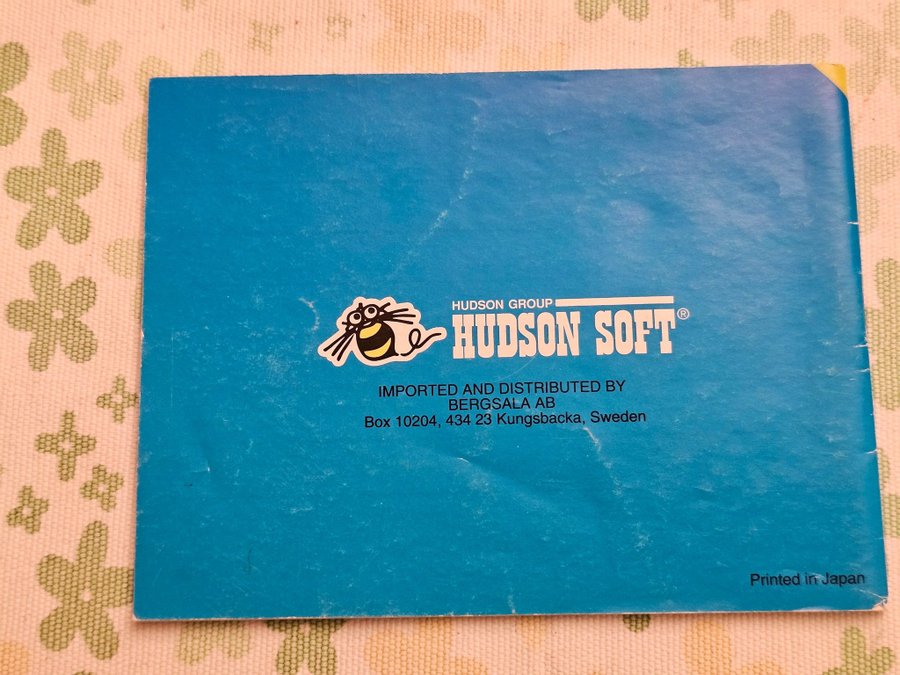 HUDSON GROUP
HUDSON SOFT®
IMPORTED AND DISTRIBUTED BY
BERGSALA AB
Box 10204, 434 23 Kungsbacka, Sweden
Printed in Japan